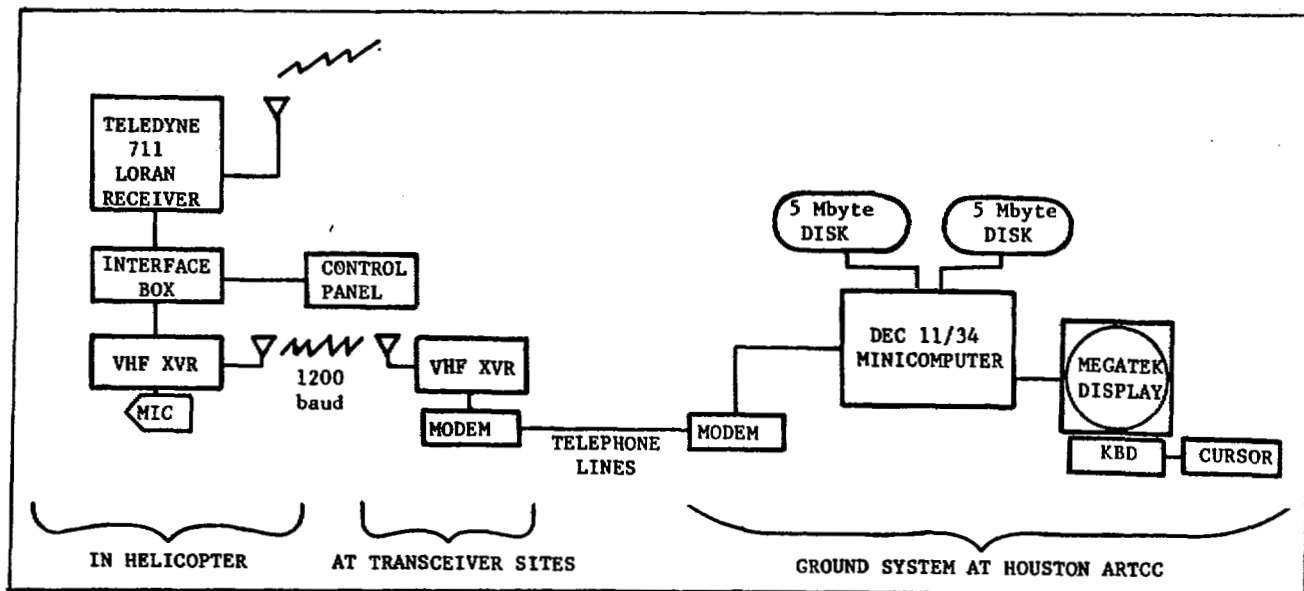 TELEDYNE
711
LORAN
RECEIVER
INTERFACE
BOX
CONTROL
PANEL
VHF XVR
MIC
1200
baud
VHF XVR
MODEM
TELEPHONE
LINES
MODEM
5 Mbyte
DISK
5 Mbyte
DISK
DEC 11/34
MINICOMPUTER
MEGATEK
DISPLAY
KBD
CURSOR
IN HELICOPTER
AT TRANSCEIVER SITES
GROUND SYSTEM AT HOUSTON ARTCC